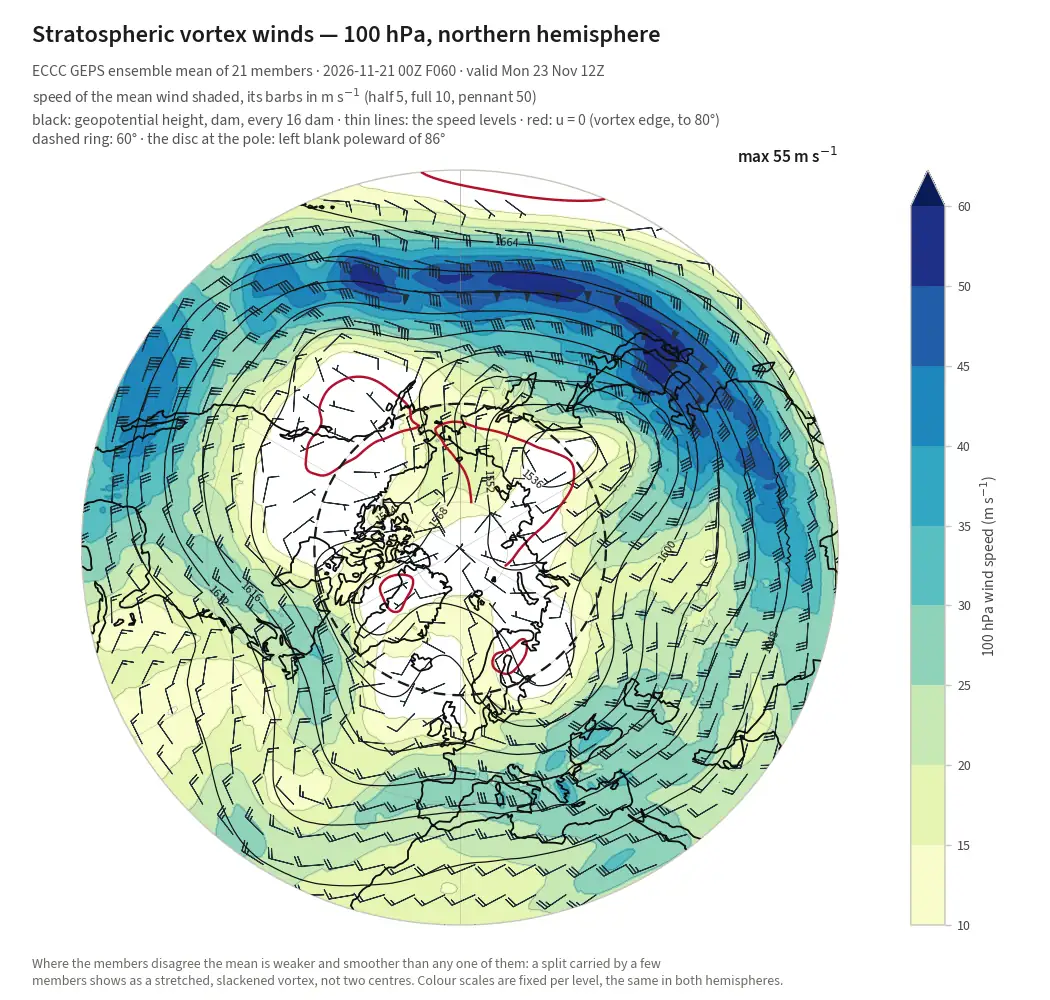 Stratospheric vortex winds — 100 hPa, northern hemisphere
ECCC GEPS ensemble mean of 21 members · 2026-11-21 00Z F060 · valid Mon 23 Nov 12Z
speed of the mean wind shaded, its barbs in m s−1 (half 5, full 10, pennant 50)
black: geopotential height, dam, every 16 dam · thin lines: the speed levels · red: u = 0 (vortex edge, to 80°)
dashed ring: 60° · the disc at the pole: left blank poleward of 86°
max 55 m s−1
1664
1536
1552
1568
1600
1616
60
50
45
40
35
30
25
20
15
10
100 hPa wind speed (m s−1)
Where the members disagree the mean is weaker and smoother than any one of them: a split carried by a few
members shows as a stretched, slackened vortex, not two centres. Colour scales are fixed per level, the same in both hemispheres.